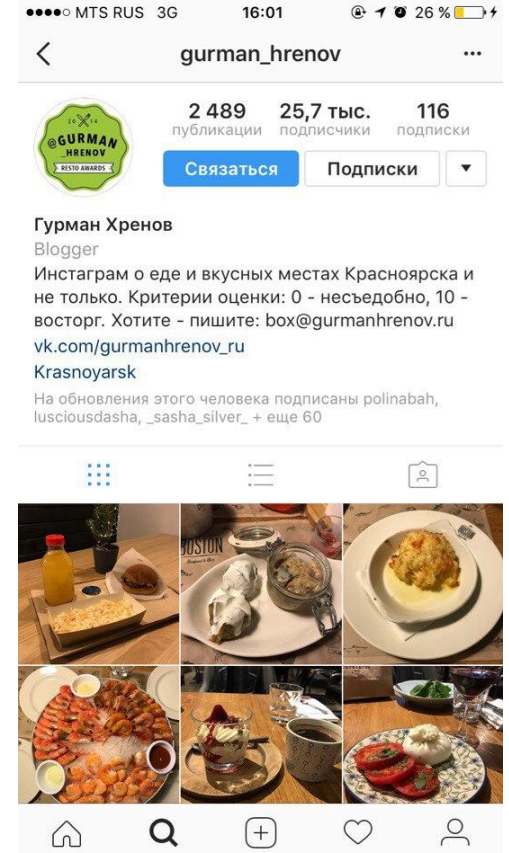 MTS RUS 3G 16:01 26 %
gurman_hrenov
2 489 25,7 тыс. 116
публикации подписчики подписки
Связаться Подписки
2014
@GURMAN
_HRENOV
RESTO AWARDS
Гурман Хренов
Blogger
Инстаграм о еде и вкусных местах Красноярска и
не только. Критерии оценки: 0 - несъедобно, 10 -
восторг. Хотите - пишите: box@gurmanhrenov.ru
vk.com/gurmanhrenov_ru
Krasnoyarsk
На обновления этого человека подписаны polinabah,
lusciousdasha, _sasha_silver_ + еще 60
BOSTON